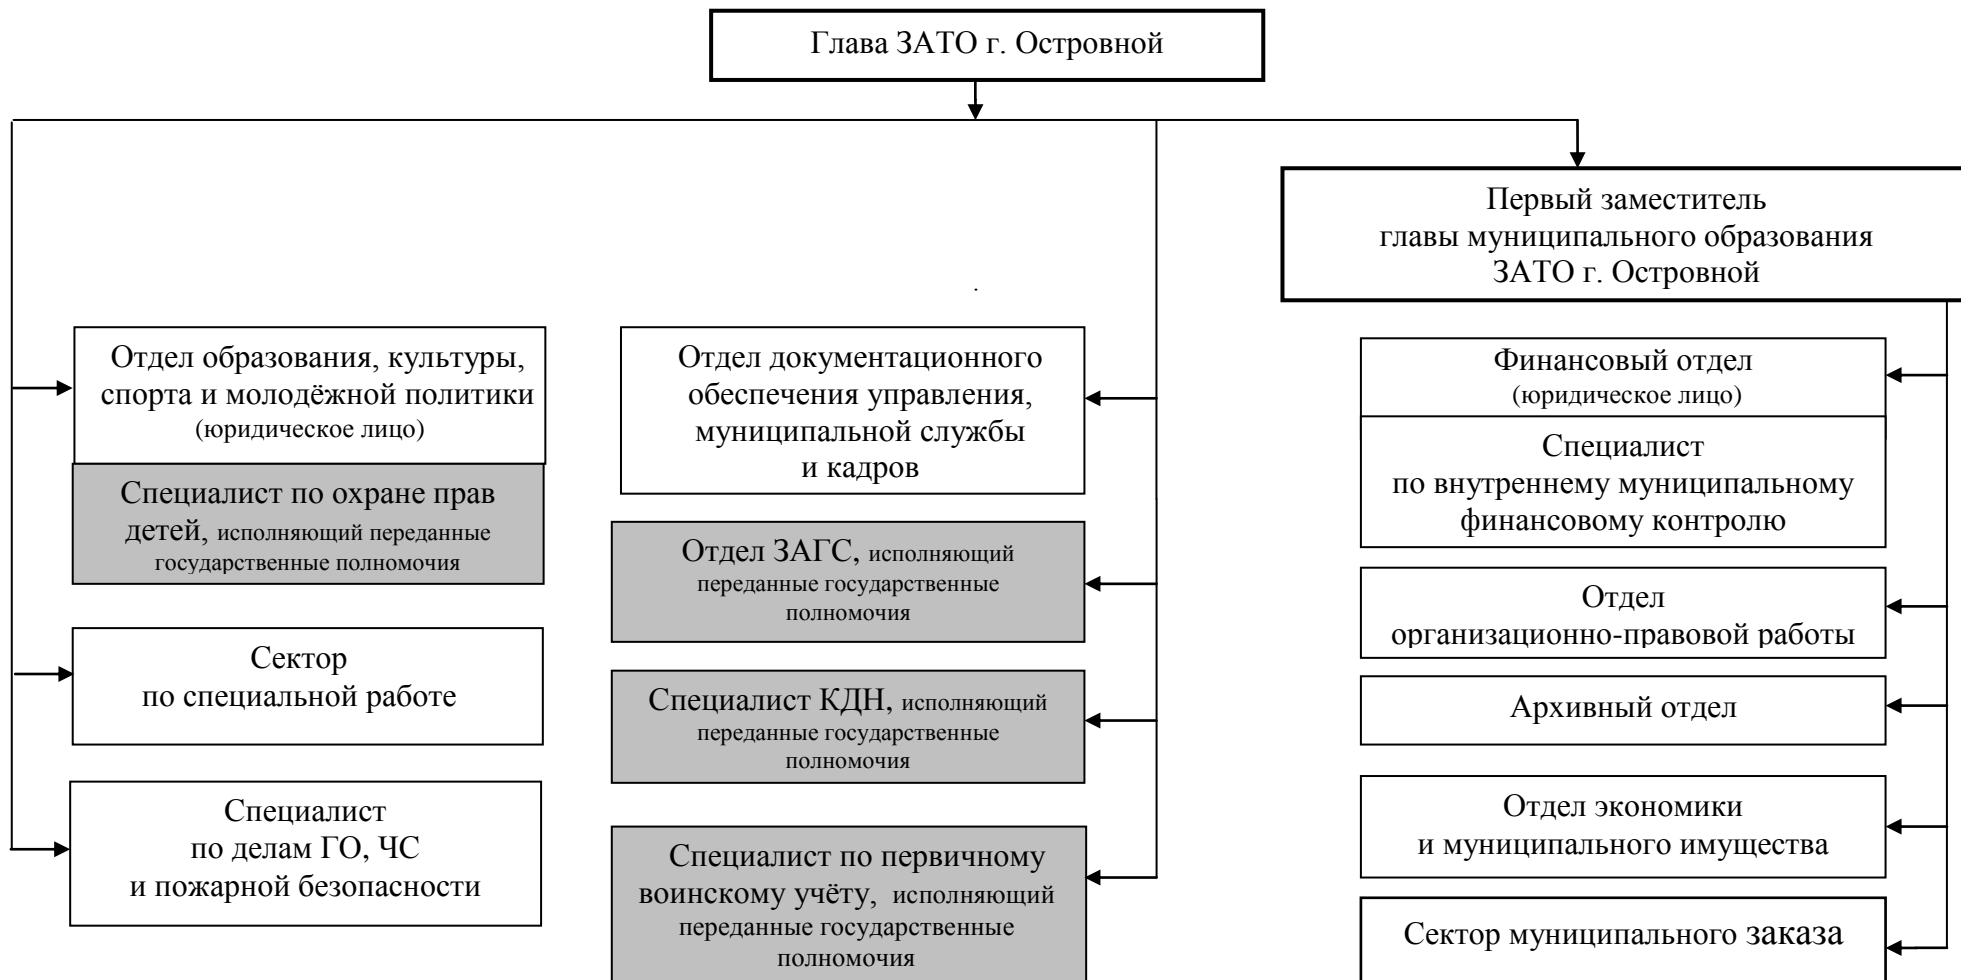 Глава ЗАТО г. Островной
Первый заместитель
главы муниципального образования
ЗАТО г. Островной
Отдел образования, культуры,
спорта и молодёжной политики
(юридическое лицо)
Специалист по охране прав
детей, исполняющий переданные
государственные полномочия
Сектор
по специальной работе
Специалист
по делам ГО, ЧС
и пожарной безопасности
Отдел документационного
обеспечения управления,
муниципальной службы
и кадров
Отдел ЗАГС, исполняющий
переданные государственные
полномочия
Специалист КДН, исполняющий
переданные государственные
полномочия
Специалист по первичному
воинскому учёту, исполняющий
переданные государственные
полномочия
Финансовый отдел
(юридическое лицо)
Специалист
по внутреннему муниципальному
финансовому контролю
Отдел
организационно-правовой работы
Архивный отдел
Отдел экономики
и муниципального имущества
Сектор муниципального заказа